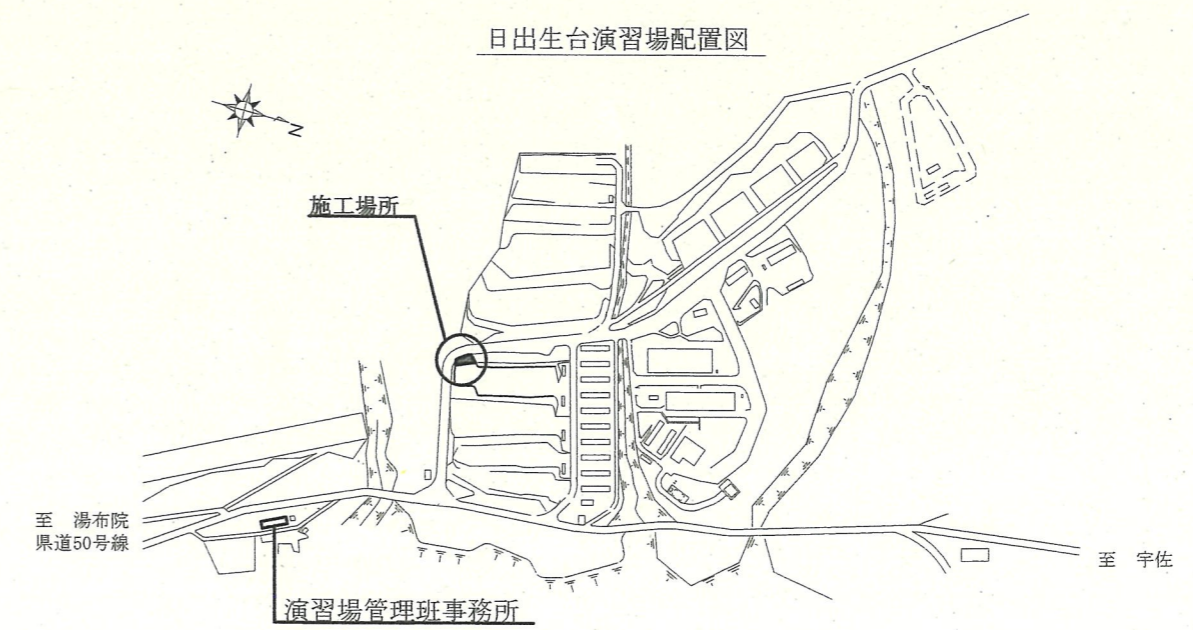 日出生台演習場配置図
N
施工場所
至 湯布院
県道50号線
至 宇佐
演習場管理班事務所